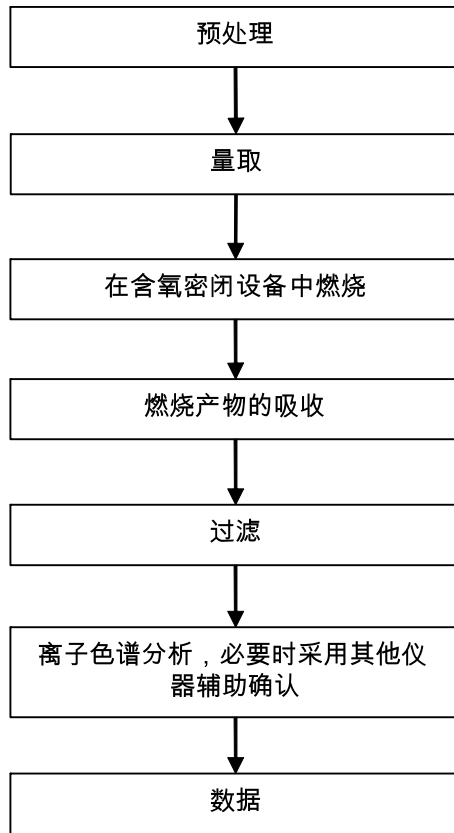 预处理
量取
在含氧密闭设备中燃烧
燃烧产物的吸收
过滤
离子色谱分析，必要时采用其他仪
器辅助确认
数据